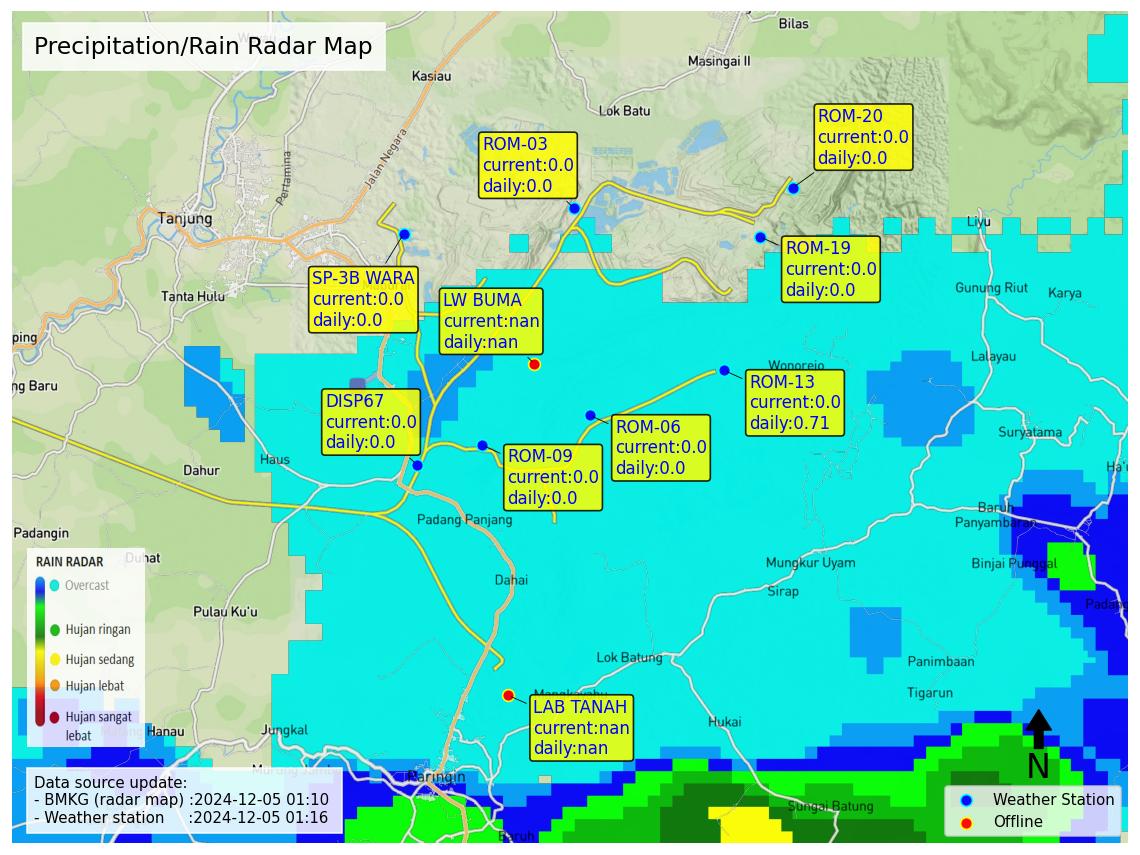 Precipitation/Rain Radar Map
Bilas
Masingai II
Kasiau
Lok Batu
Jalan Negara
Pertamina
ROM-20
current:0.0
daily:0.0
ROM-03
current:0.0
daily:0.0
Tanjung
Liyu
ROM-19
current:0.0
daily:0.0
SP-3B WARA
current:0.0
daily:0.0
LW BUMA
current:nan
daily:nan
Tanta Hulu
Gunung Riut
Karya
ping
Lalayau
Wonorejo
ng Baru
ROM-13
current:0.0
daily:0.71
DISP67
current:0.0
daily:0.0
ROM-06
current:0.0
daily:0.0
Suryatama
ROM-09
current:0.0
daily:0.0
Haus
Dahur
Ha'u
Padang Panjang
Baruh
Panyambaran
Padangin
Duhat
Mungkur Uyam
Binjai Punggal
Dahai
Sirap
Padang
Pulau Ku'u
RAIN RADAR
Overcast
Hujan ringan
Hujan sedang
Hujan lebat
Hujan sangat
lebat
Lok Batung
Panimbaan
Tigarun
Mangkayahu
LAB TANAH
current:nan
daily:nan
Hukai
Hanau
Jungkal
Murung Jambu
Paringin
N
Data source update:
- BMKG (radar map) :2024-12-05 01:10
- Weather station :2024-12-05 01:16
Sungai Batung
Baruh
Weather Station
Offline